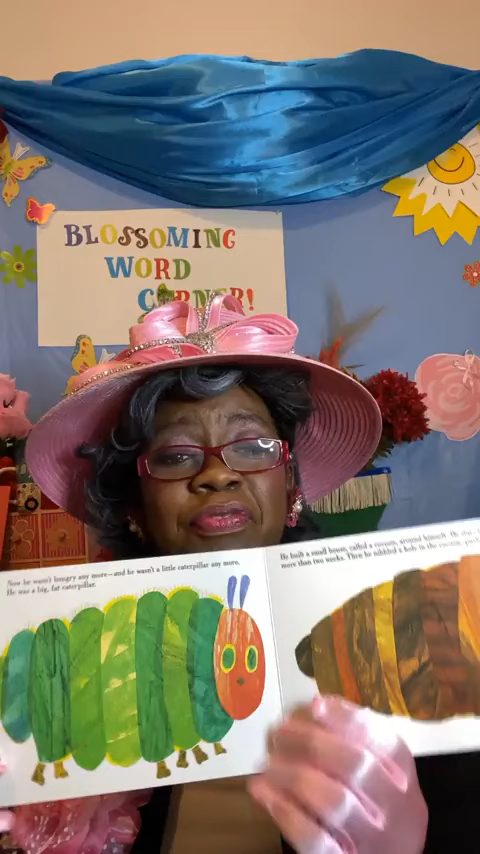 BLOSSOMING
WORD
CORNER!
Now he wasn't hungry any more—and he wasn't a little caterpillar any more.
He was a big, fat caterpillar.
He built a small house, called a cocoon, around himself. He
more than two weeks. Then he nibbled a hole in the cocoon,